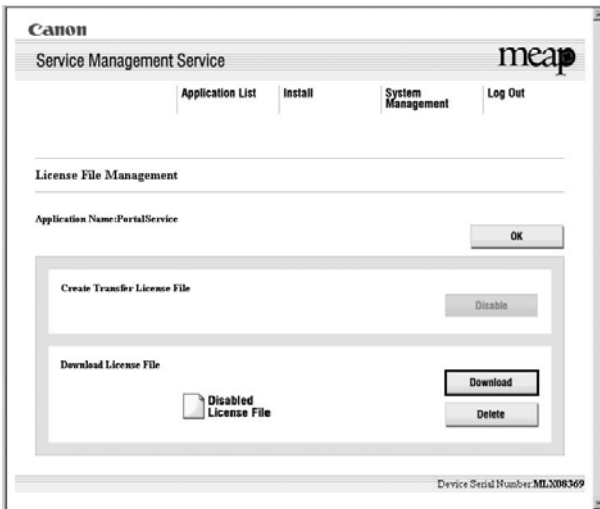 Canon
Service Management Service
meap
Application List
Install
System
Management
Log Out
License File Management
Application Name:PortalService
OK
Create Transfer License File
Disable
Download License File
Download
Disabled
License File
Delete
Device Serial Number:MLX08369